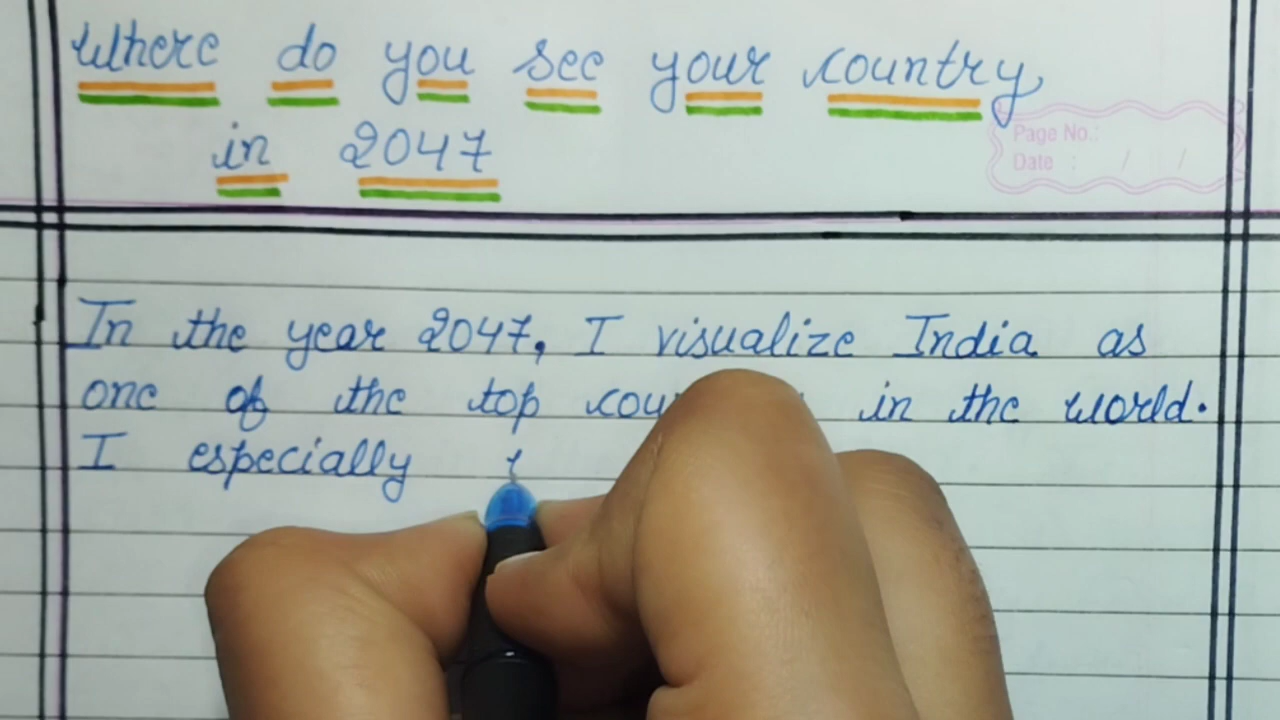 Where do you see your country
in 2047
Page No.:
Date : / /
In the year 2047, I visualize India as
one of the top in the world.
I especially